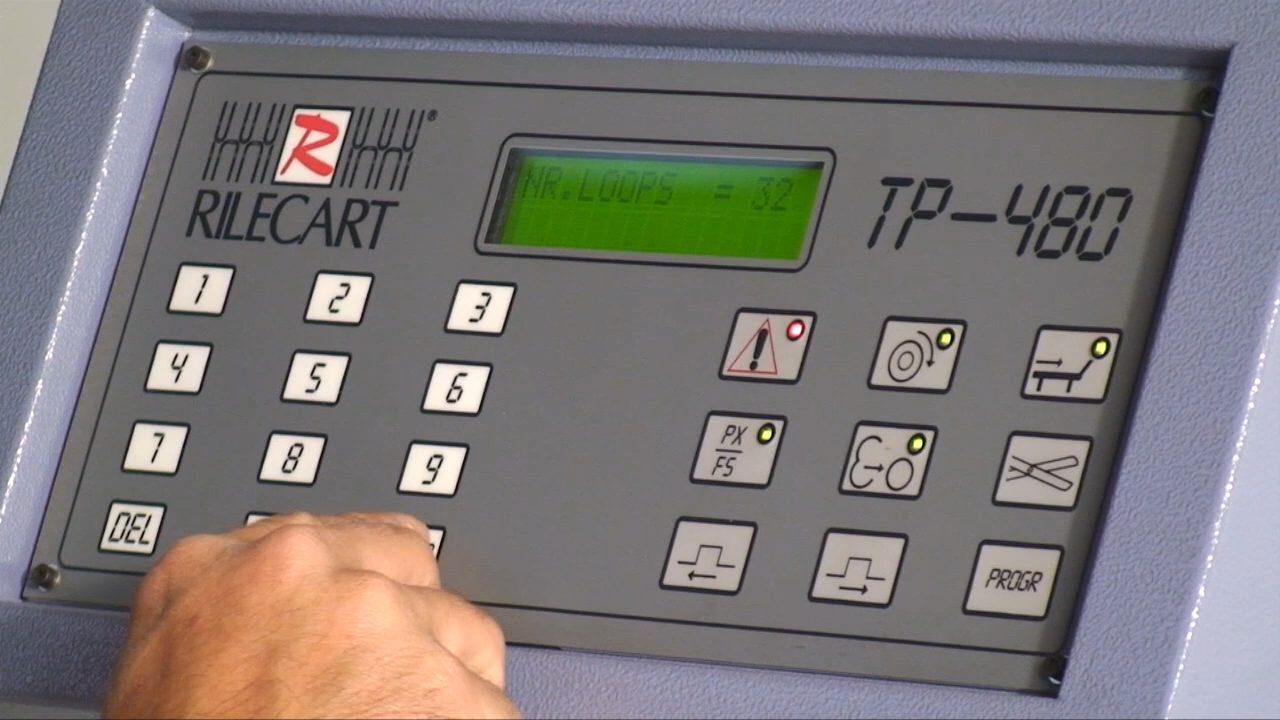 R
®
RILECART
NR.LOOPS = 32
TP-480
1 2 3
4 5 6
7 8 9
DEL
!
PX
FS
PROGR